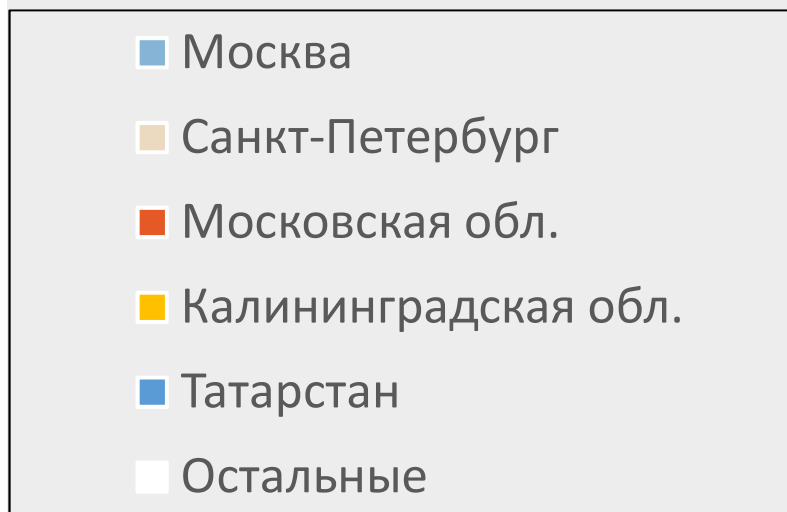 Москва
Санкт-Петербург
Московская обл.
Калининградская обл.
Татарстан
Остальные